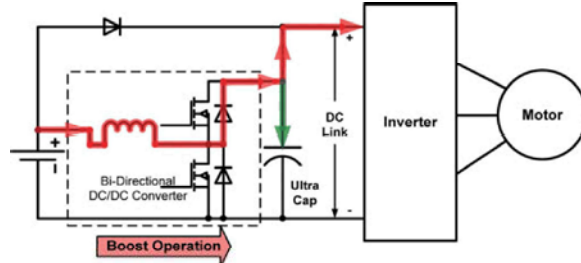 +
DC
Link
-
Inverter
Motor
+
-
Bi-Directional
DC/DC Converter
Ultra
Cap
Boost Operation